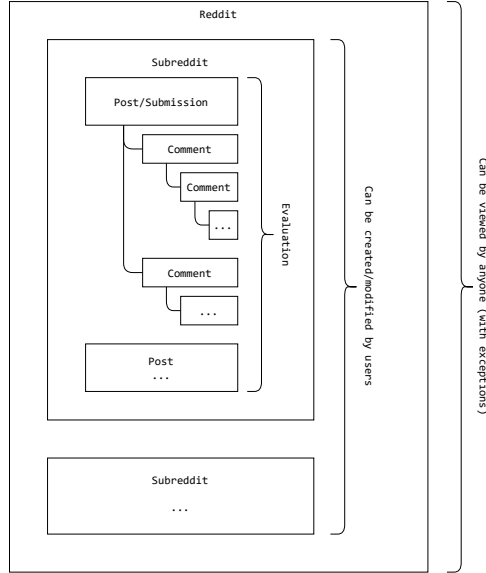 Reddit
Subreddit
Post/Submission
Comment
Comment
...
Comment
...
Post
...
Evaluation
Subreddit
...
Can be created/modified by users
Can be viewed by anyone (with exceptions)